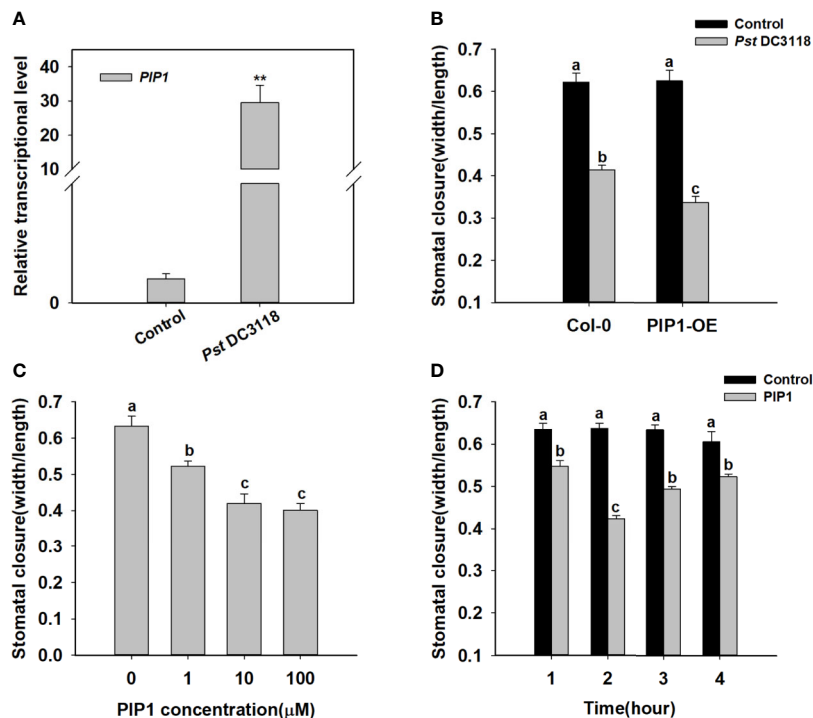 A
Relative transcriptional level
40
30
20
10
0
PIP1
**
Control
Pst DC3118
B
Control
Pst DC3118
Stomatal closure(width/length)
0.7
0.6
0.5
0.4
0.3
0.2
0.1
a
b
a
c
Col-0
PIP1-OE
C
Stomatal closure(width/length)
0.7
0.6
0.5
0.4
0.3
0.2
0.1
0.0
a
b
c
c
0
1
10
100
PIP1 concentration(μM)
D
Control
PIP1
Stomatal closure(width/length)
0.7
0.6
0.5
0.4
0.3
0.2
0.1
a
b
a
c
a
b
a
b
1
2
3
4
Time(hour)